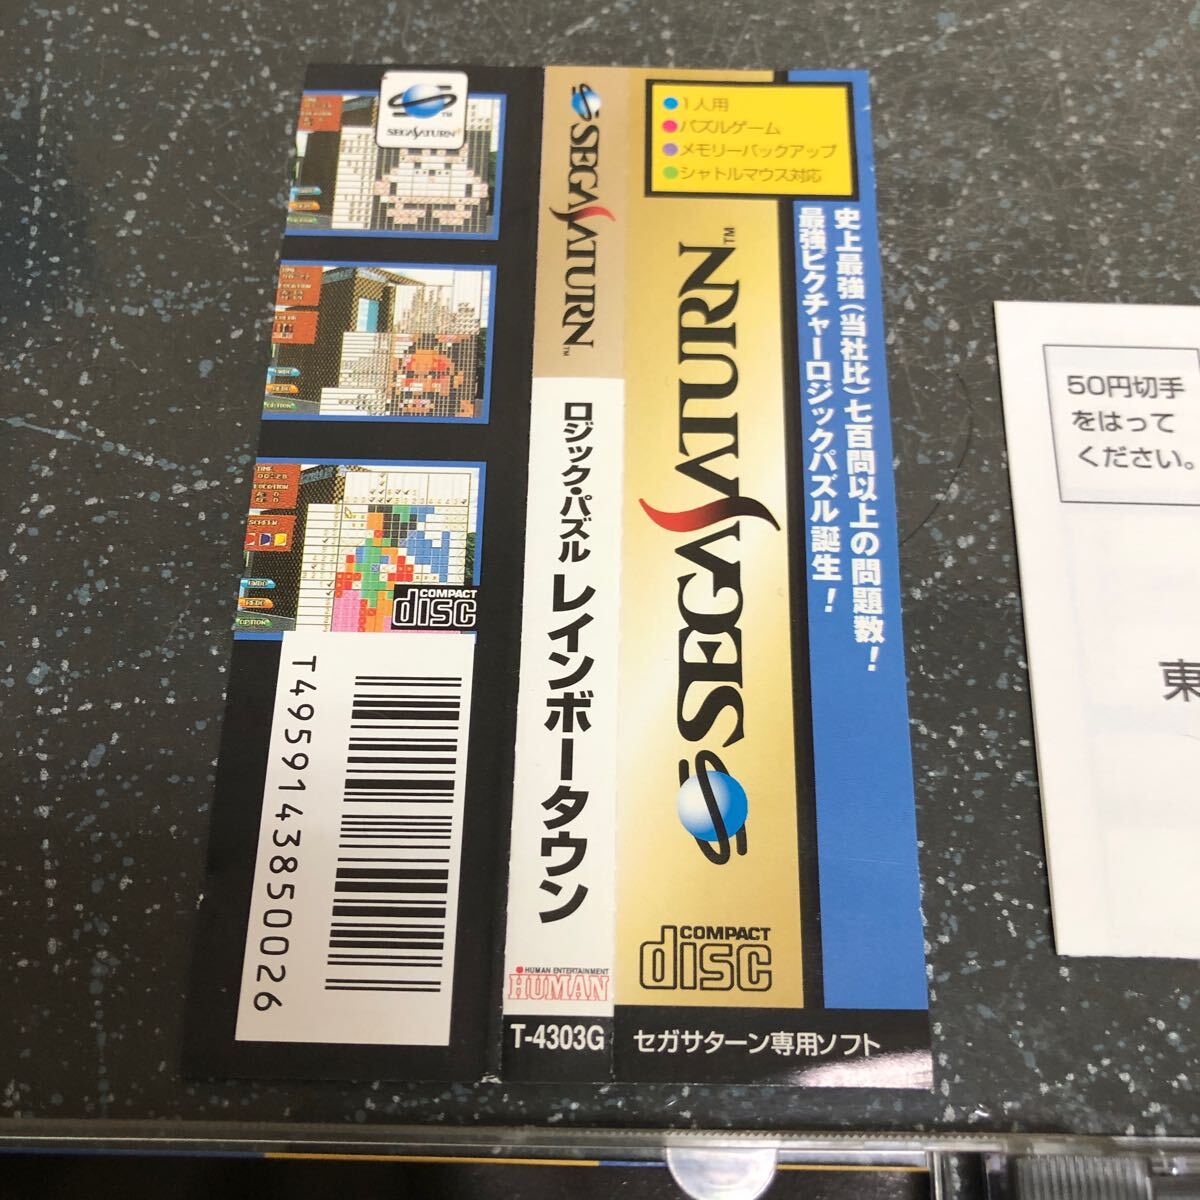 SEGA SATURN™
COMPACT
disc
T4959143850026
SEGA SATURN™
ロジック・パズル レインボータウン
HUMAN ENTERTAINMENT
HUMAN
T-4303G
●1人用
●パズルゲーム
●メモリーバックアップ
●シャトルマウス対応
SEGA SATURN™
COMPACT
disc
セガサターン専用ソフト
史上最強(当社比)七百問以上の問題数!
最強ピクチャーロジックパズル誕生!
50円切手
をはって
ください。
東